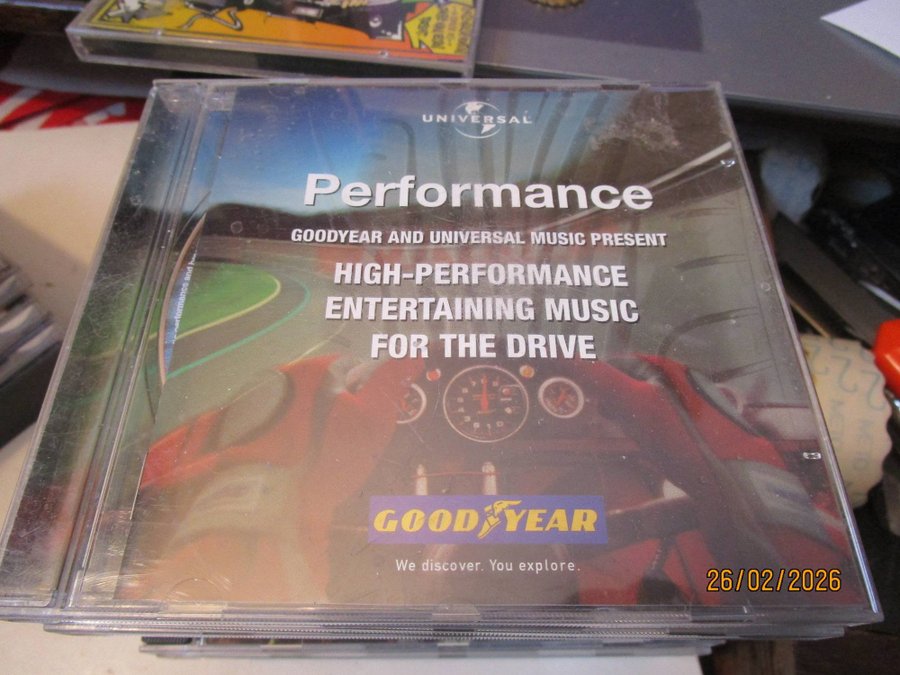 UNIVERSAL
Performance
GOODYEAR AND UNIVERSAL MUSIC PRESENT
HIGH-PERFORMANCE
ENTERTAINING MUSIC
FOR THE DRIVE
GOODYEAR
We discover. You explore.
26/02/2026